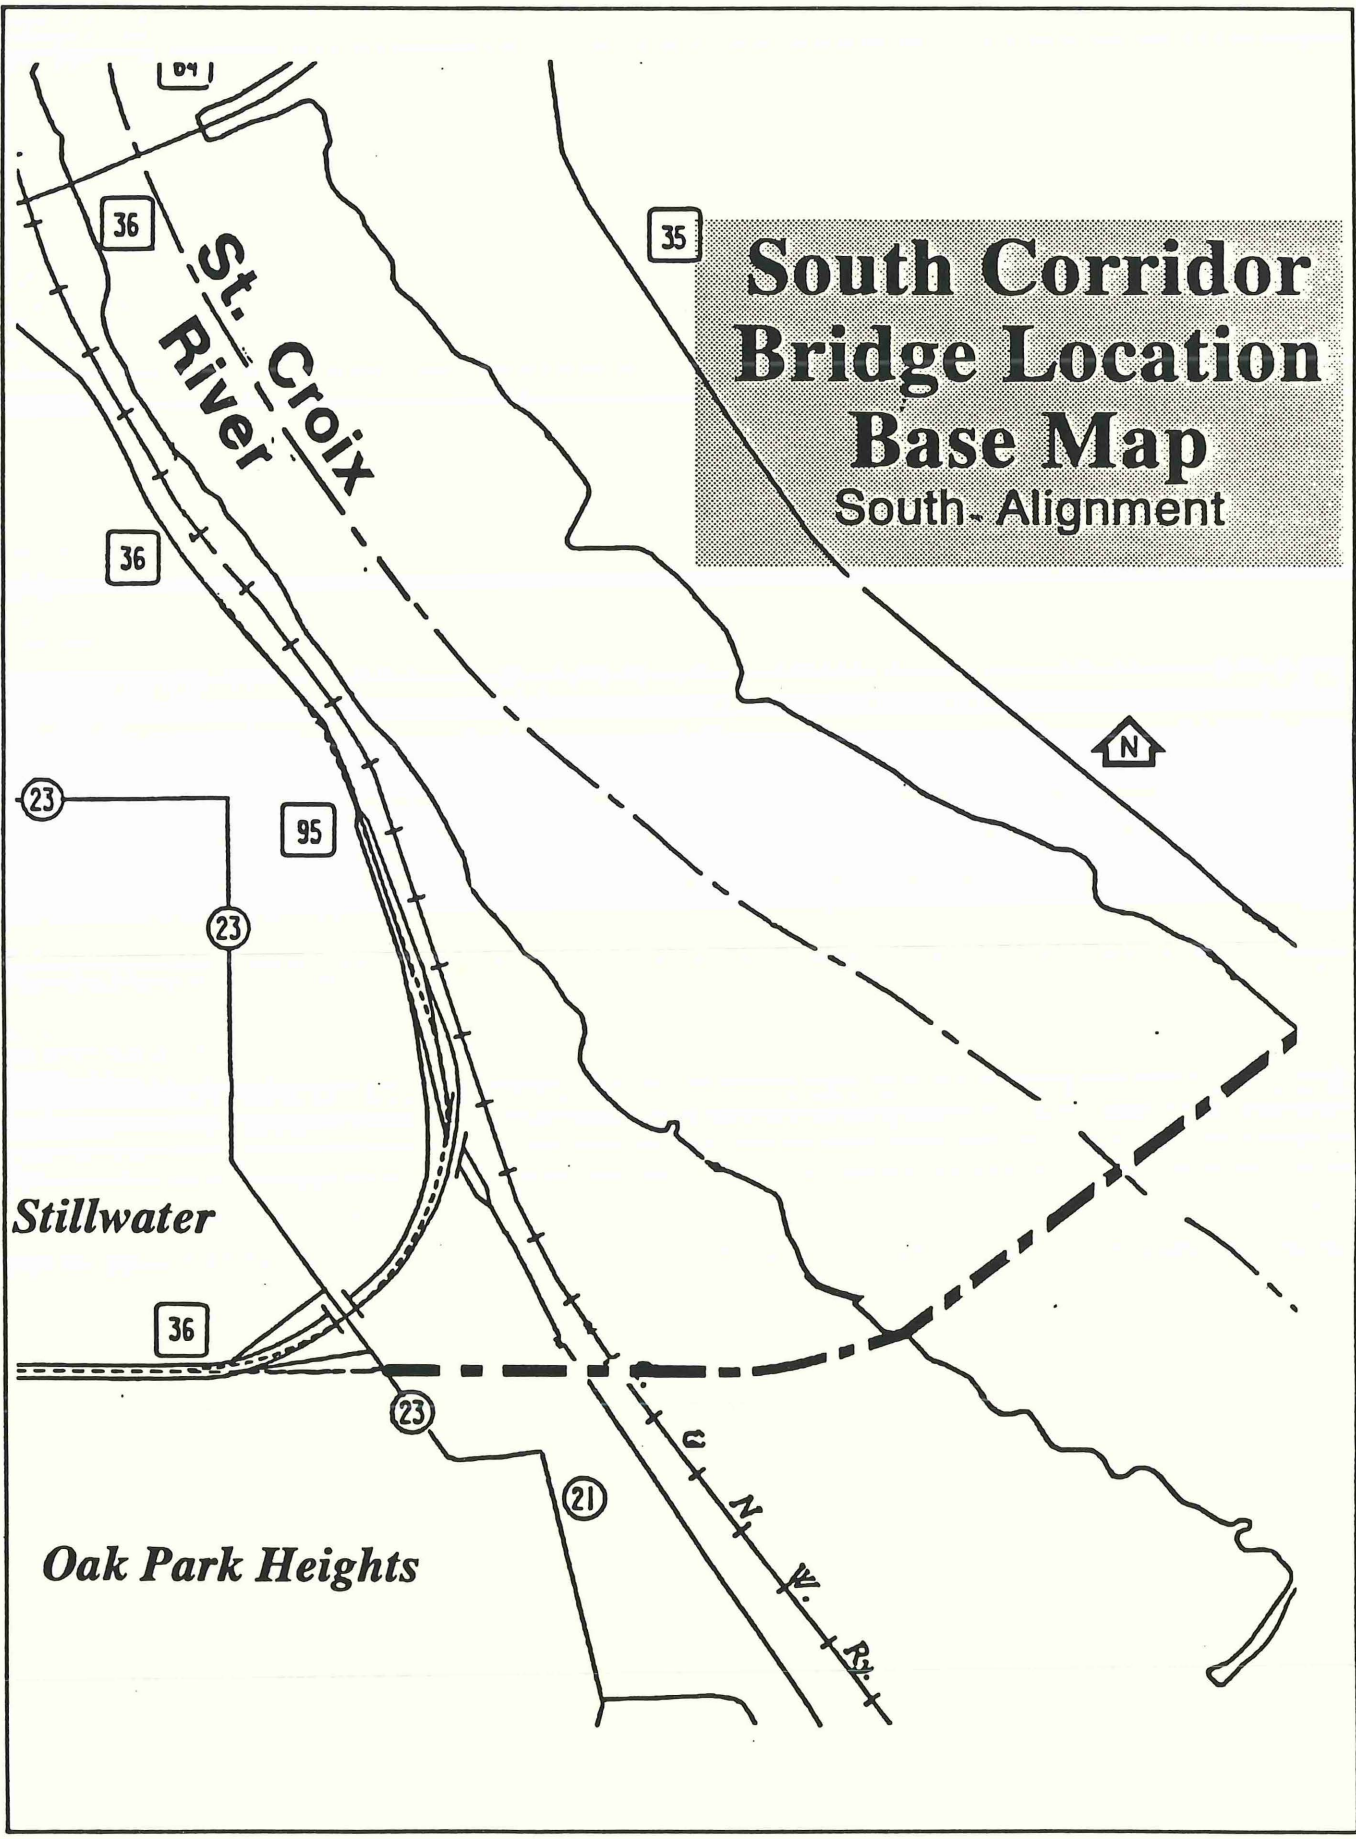 64
36
35
South Corridor
Bridge Location
Base Map
South- Alignment
St. Croix
River
36
N
23
95
23
Stillwater
36
23
21
C
N
W.
Ry.
Oak Park Heights